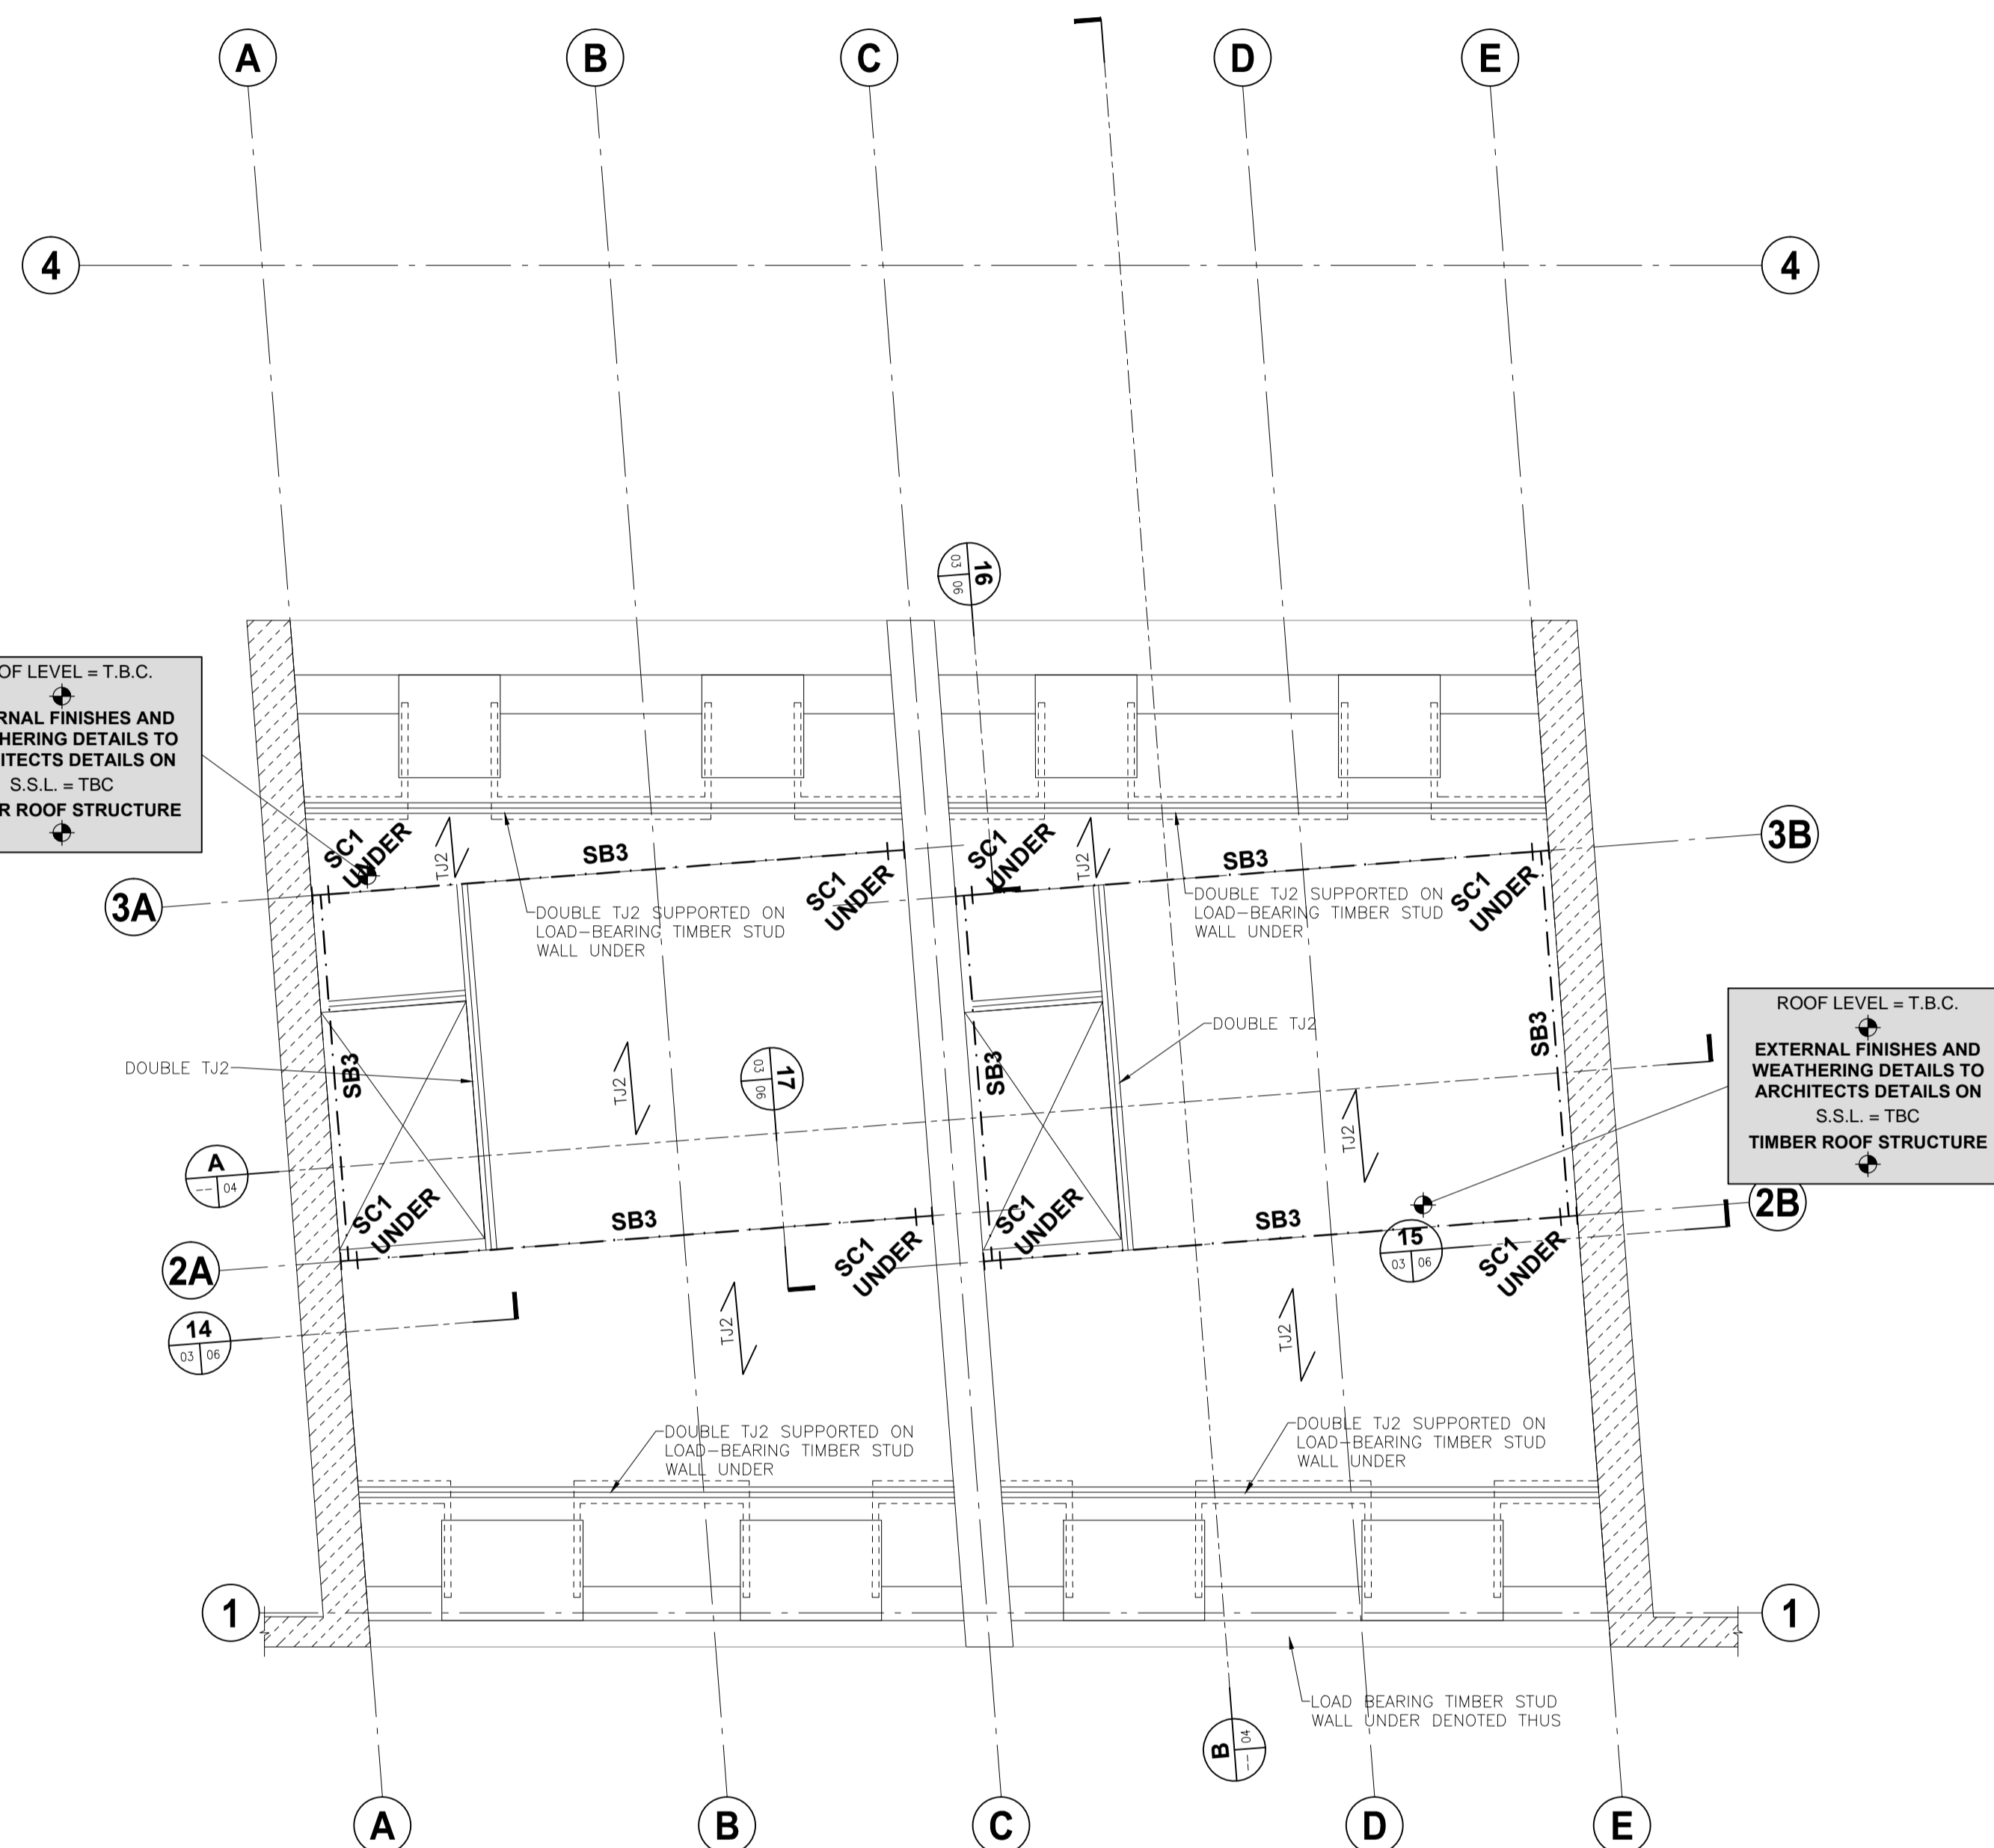 A
B
C
D
E
4
4
16
03 06
OF LEVEL = T.B.C.
RNAL FINISHES AND
HERING DETAILS TO
ITECTS DETAILS ON
S.S.L. = TBC
R ROOF STRUCTURE
SC1
UNDER
TJ2
SB3
SC1
UNDER
SC1
UNDER
TJ2
SB3
SC1
UNDER
3B
3A
DOUBLE TJ2 SUPPORTED ON
LOAD-BEARING TIMBER STUD
WALL UNDER
DOUBLE TJ2 SUPPORTED ON
LOAD-BEARING TIMBER STUD
WALL UNDER
ROOF LEVEL = T.B.C.
EXTERNAL FINISHES AND
WEATHERING DETAILS TO
ARCHITECTS DETAILS ON
S.S.L. = TBC
TIMBER ROOF STRUCTURE
DOUBLE TJ2
SB3
TJ2
17
03 06
SB3
DOUBLE TJ2
SB3
TJ2
A
-- 04
SC1
UNDER
SB3
SC1
UNDER
SC1
UNDER
SB3
15
03 06
SC1
UNDER
2B
2A
14
03 06
TJ2
TJ2
DOUBLE TJ2 SUPPORTED ON
LOAD-BEARING TIMBER STUD
WALL UNDER
DOUBLE TJ2 SUPPORTED ON
LOAD-BEARING TIMBER STUD
WALL UNDER
1
1
LOAD BEARING TIMBER STUD
WALL UNDER DENOTED THUS
B
-- 04
A
B
C
D
E